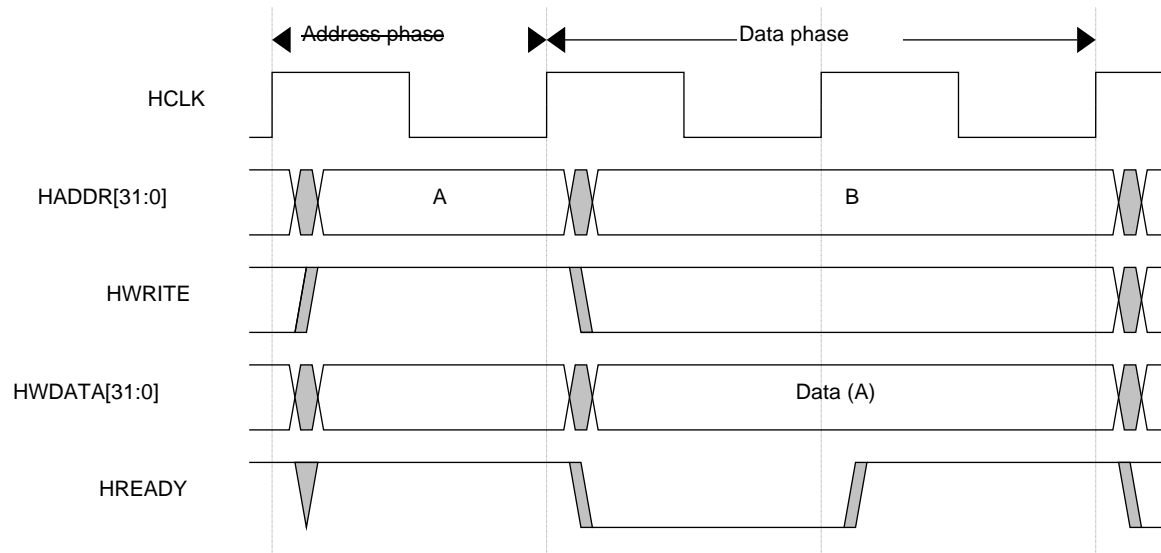 Address phase
Data phase
HCLK
HADDR[31:0]
A
B
HWRITE
HWDATA[31:0]
Data (A)
HREADY